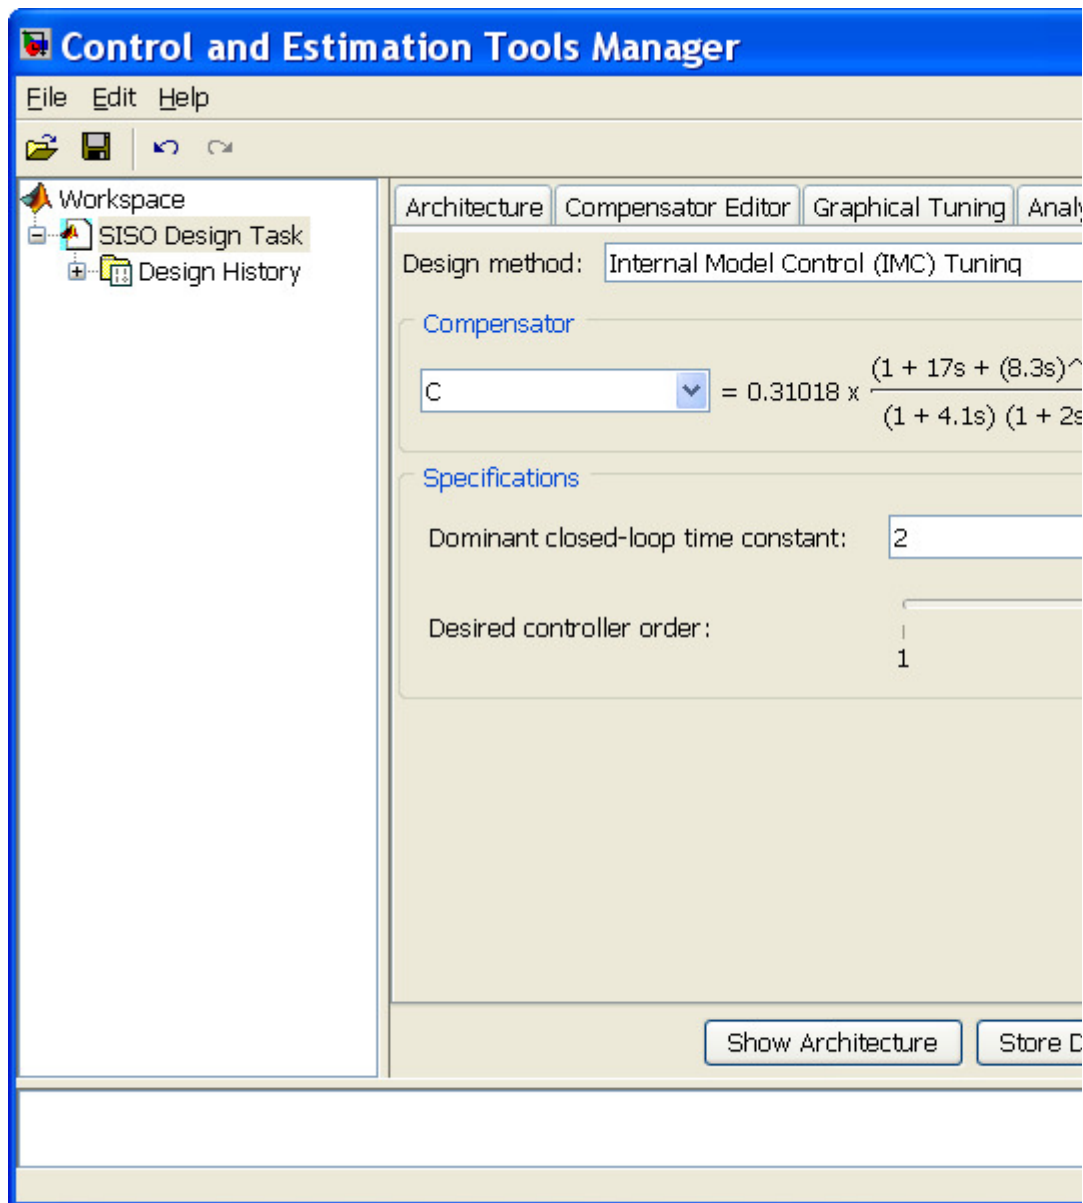 Control and Estimation Tools Manager
File Edit Help
Workspace
SISO Design Task
Design History
Architecture Compensator Editor Graphical Tuning Analy
Design method: Internal Model Control (IMC) Tuning
Compensator
C = 0.31018 x (1 + 17s + (8.3s)^
(1 + 4.1s) (1 + 2s
Specifications
Dominant closed-loop time constant: 2
Desired controller order:
1
Show Architecture Store D